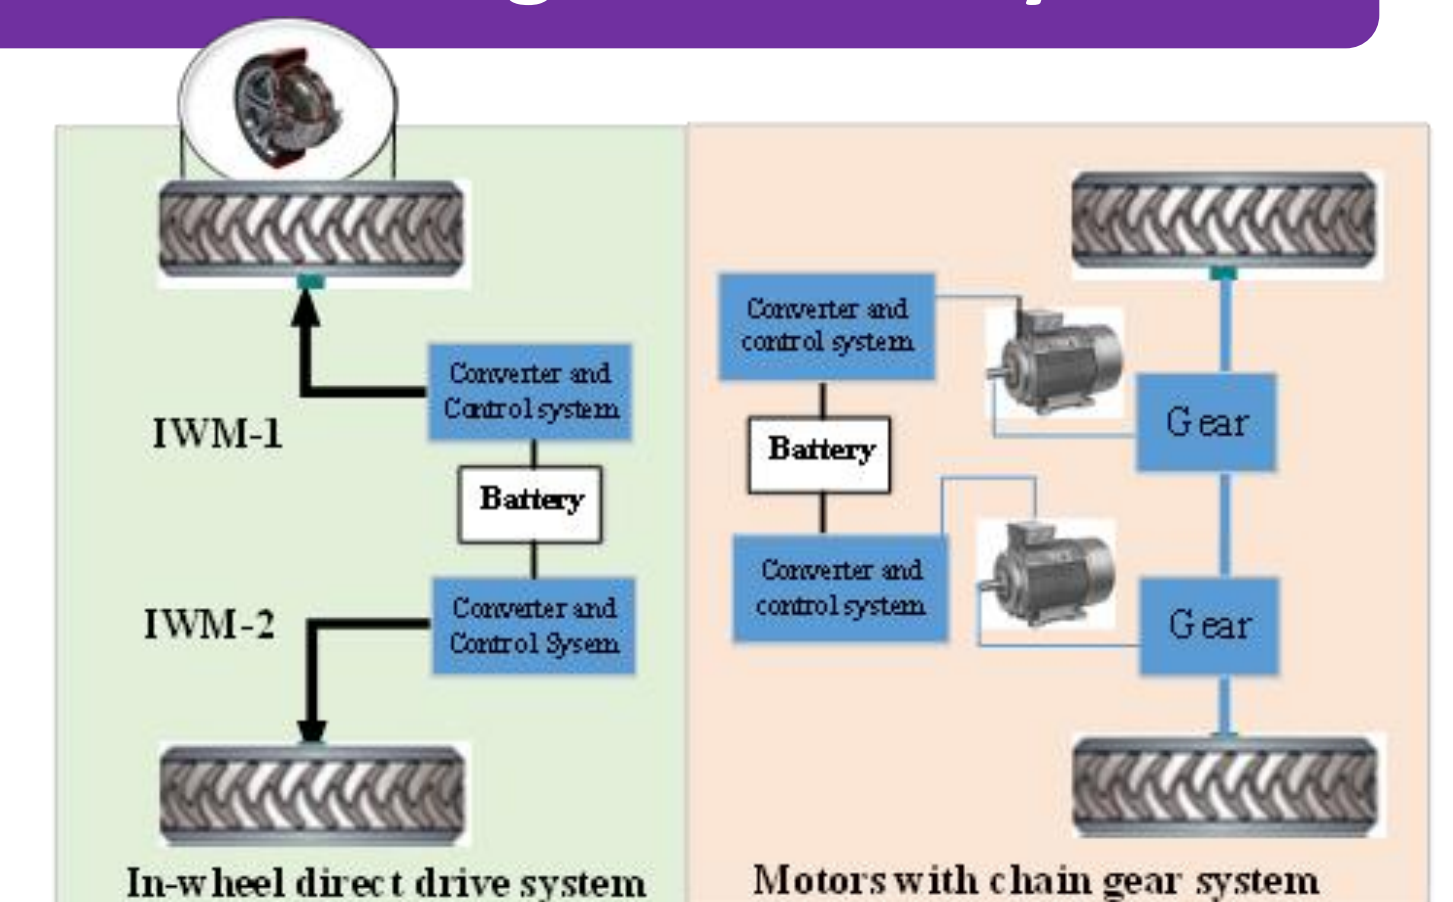 IWM-1
Converter and
Control system
Battery
IWM-2
Converter and
Control Sysem
In-wheel direct drive system
Converter and
control system
Battery
Converter and
control system
Gear
Gear
Motors with chain gear system